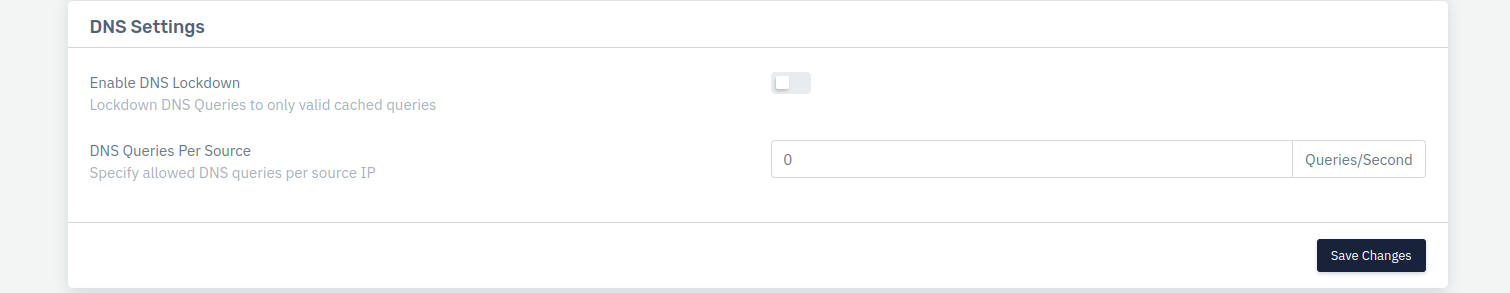 DNS Settings
Enable DNS Lockdown
Lockdown DNS Queries to only valid cached queries
DNS Queries Per Source
Specify allowed DNS queries per source IP
0
Queries/Second
Save Changes